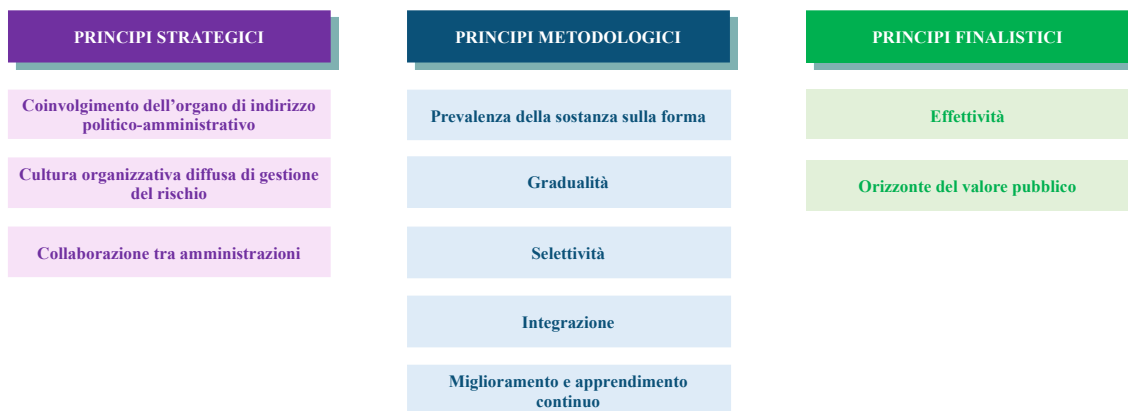 PRINCIPI STRATEGICI
Coinvolgimento dell’organo di indirizzo
politico-amministrativo
Cultura organizzativa diffusa di gestione
del rischio
Collaborazione tra amministrazioni
PRINCIPI METODOLOGICI
Prevalenza della sostanza sulla forma
Gradualità
Selettività
Integrazione
Miglioramento e apprendimento
continuo
PRINCIPI FINALISTICI
Effettività
Orizzonte del valore pubblico